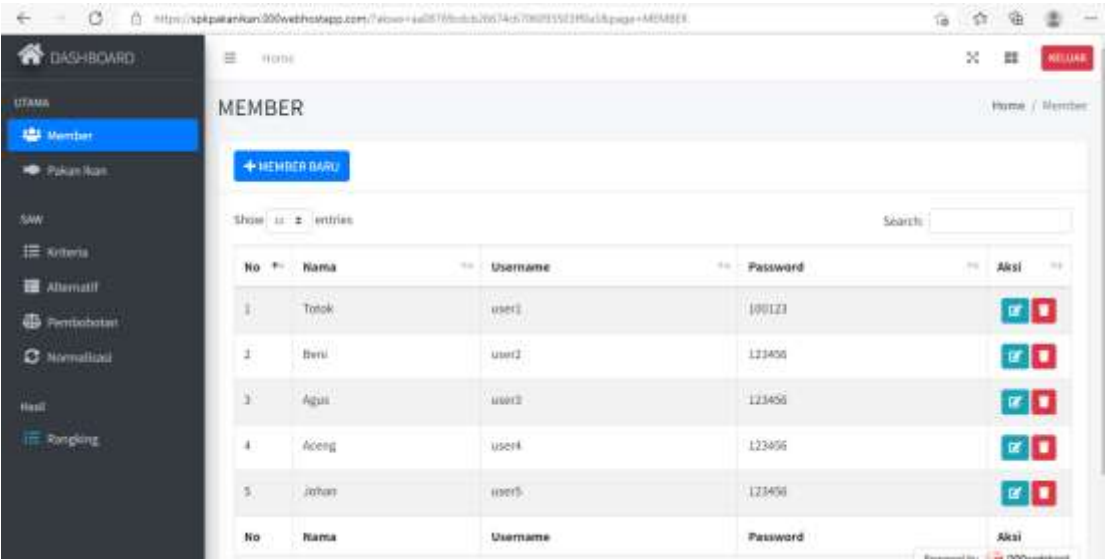 DASHBOARD
Home
KELUAR
UTAMA
MEMBER
Home / Member
Member
MEMBER BARU
Pakan Ikan
SAW
Show entries
Search:
Kriteria
No Nama Username Password Aksi
Alternatif
1 Totok user1 100123
Pembobotan
2 Beni user2 123456
Normalisasi
3 Agus user3 123456
Hasil
Rangking
4 Aceng user4 123456
5 Johan user5 123456
No Nama Username Password Aksi